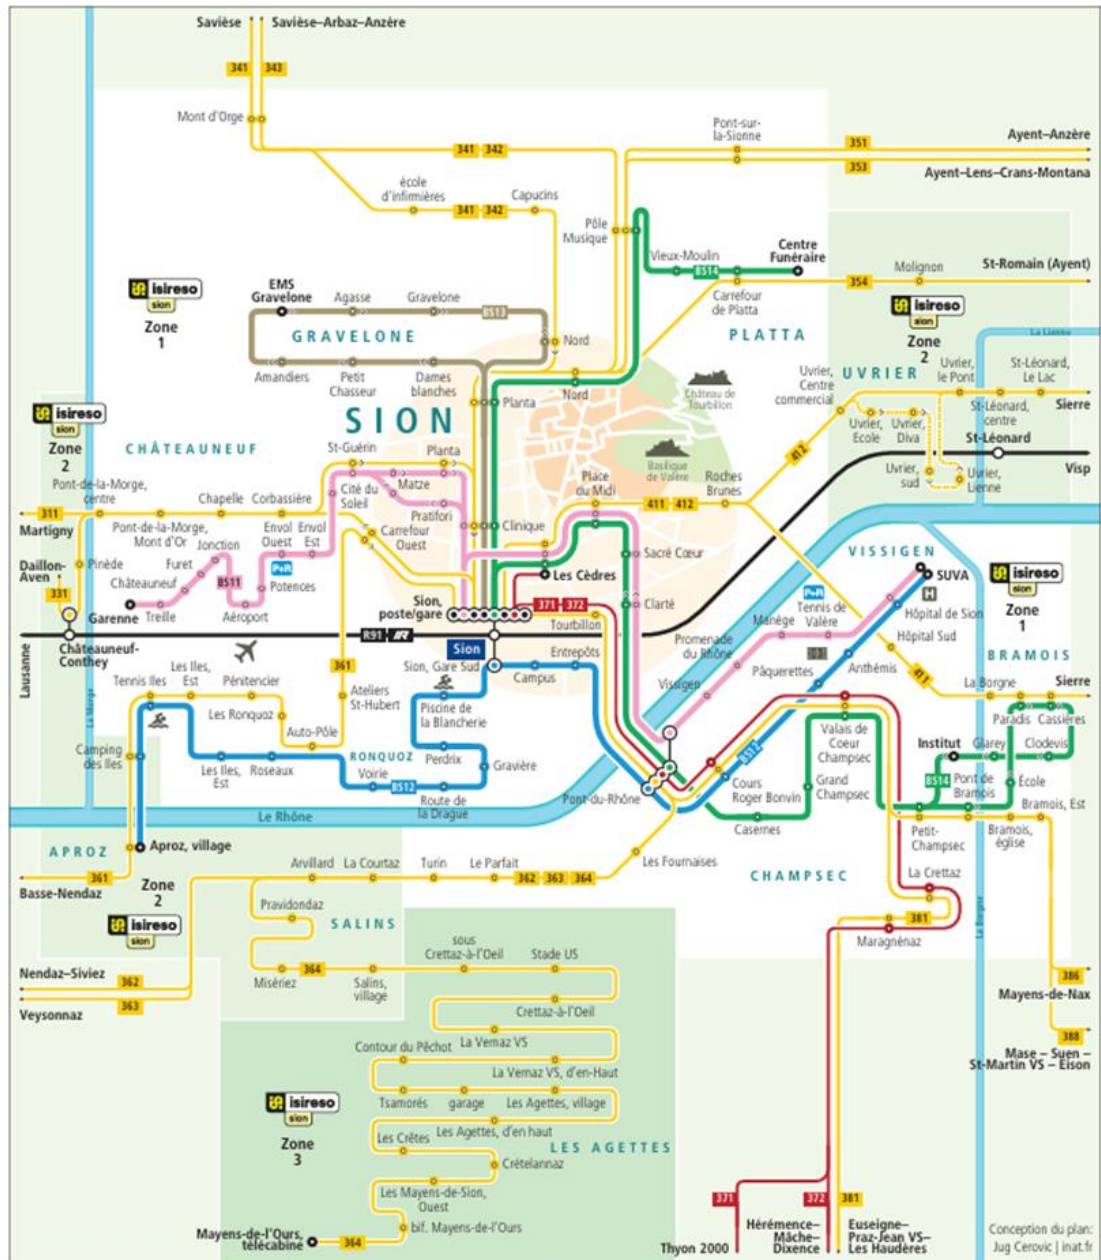 Savièse
Savièse–Arbaz–Anzère
341
343
Mont d'Orge
341
342
Pont-sur-
la-Sionne
351
Ayent–Anzère
353
Ayent–Lens–Crans-Montana
école
d'infirmières
Capucins
341
342
Pôle
Musique
Vieux-Moulin
BS14
Centre
Funéraire
Carrefour
de Platta
354
Molignon
St-Romain (Ayent)
isireso
sion
Zone
1
EMS
Gravelone
Agasse
Gravelone
BS13
GRAVELONE
Nord
Amandiers
Petit
Chasseur
Dames
blanches
Nord
PLATTA
isireso
sion
Zone
2
La Lienne
SION
Planta
Château de
Tourbillon
Uvrier,
Centre
commercial
UVRIER
Uvrier,
le Pont
St-Léonard,
Le Lac
Sierre
St-Léonard,
centre
Uvrier,
École
Uvrier,
Diva
St-Léonard
isireso
sion
Zone
2
CHÂTEAUNEUF
St-Guérin
Planta
Basilique
de Valère
412
Uvrier,
sud
Uvrier,
Lienne
Visp
Pont-de-la-Morge,
centre
Chapelle
Corbassière
Cité du
Soleil
Matze
Place
du Midi
Roches
Brunes
411
412
311
Martigny
Pont-de-la-Morge,
Mont d'Or
Pratifori
Clinique
Jonction
Envol
Ouest
Envol
Est
Carrefour
Ouest
Sacré Cœur
VISSIGEN
Daillon-
Aven
Pinède
Furet
P+R
BS11
Potences
Châteauneuf
Les Cèdres
SUVA
isireso
sion
Zone
1
331
Garenne
Treille
Aéroport
Sion,
poste/gare
371
372
Clarté
Tourbillon
P+R
H
Tennis de
Valère
Manège
Hôpital de Sion
Hôpital Sud
Châteauneuf-
Conthey
R91
Sion
Promenade
du Rhône
BRAMOIS
Lausanne
Sion, Gare Sud
Campus
Entrepôts
Anthémis
Pâquerettes
411
361
Les Iles,
Est
Tennis Iles
Pénitencier
Ateliers
St-Hubert
Piscine de
la Blancherie
Vissigen
La Borgne
Sierre
La Morge
Les Ronquoz
Auto-Pôle
Paradis
Cassières
Valais de
Coeur
Champsec
Institut
Glarey
Clodevis
Camping
des Iles
Les Iles,
Est
Roseaux
RONQUOZ
Voirie
Perdrix
Gravière
BS12
BS12
Route de
la Drague
Pont-du-Rhône
Cours
Roger Bonvin
Grand
Champsec
BS14
Pont de
Bramois
École
Le Rhône
Casernes
Petit-
Champsec
Bramois,
église
Bramois, Est
APROZ
Aproz, village
361
Basse-Nendaz
Zone
2
isireso
sion
Arvillard
La Courtaz
Turin
Le Parfait
362
363
364
Les Fournaises
CHAMPSEC
La Crettaz
La Borgne
Pravidondaz
SALINS
381
Maragnénaz
Nendaz–Siviez
362
363
Veysonnaz
Misériez
364
Salins,
village
sous
Crettaz-à-l'Oeil
Stade US
386
Mayens-de-Nax
Crettaz-à-l'Oeil
La Vernaz VS
388
Mase – Suen –
St-Martin VS – Eison
Contour du Pêchot
La Vernaz VS, d'en-Haut
isireso
sion
Zone
3
Tsamorés
garage
Les Agettes, village
Les Agettes, d'en haut
Les Crêtes
LES AGETTES
Crételannaz
Les Mayens-de-Sion,
Ouest
371
372
381
bif. Mayens-de-l'Ours
Mayens-de-l'Ours,
télécabine
364
Thyon 2000
Hérémence–
Mâche–
Dixence
Euseigne–
Praz-Jean VS–
Les Haudères
Conception du plan:
Jug Cerovic | inat.fr